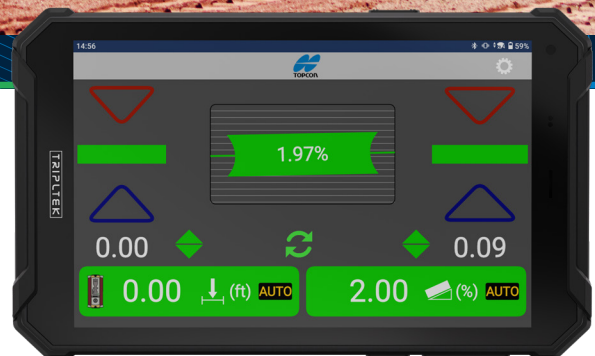 14:56 59%
TOPCON
1.97%
TRIPLTEK
0.00 0.09
0.00 (ft) AUTO 2.00 (%) AUTO